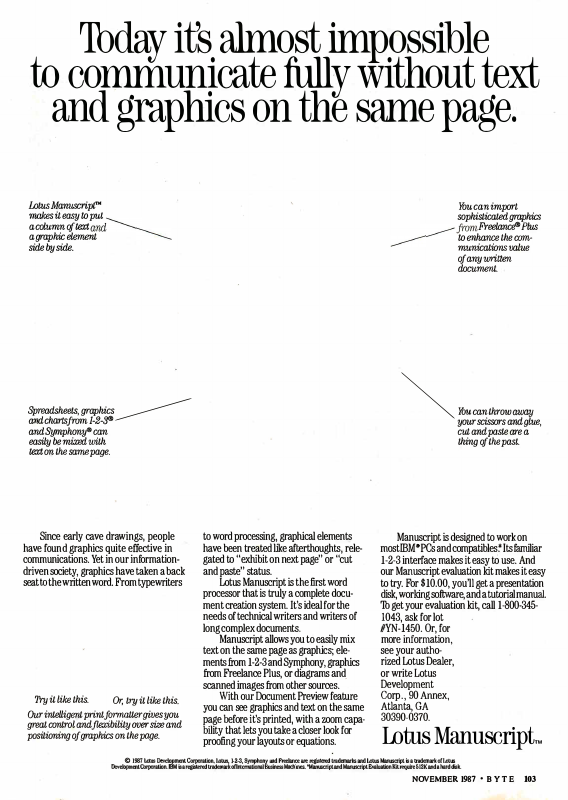 Today it's almost impossible
to communicate fully without text
and graphics on the same page.
Lotus Manuscript™
makes it easy to put
a column of text and
a graphic element
side by side.
You can import
sophisticated graphics
from Freelance® Plus
to enhance the com-
munications value
of any written
document.
Spreadsheets, graphics
and charts from 1-2-3®
and Symphony® can
easily be mixed with
text on the same page.
You can throw away
your scissors and glue,
cut and paste are a
thing of the past.
Since early cave drawings, people
have found graphics quite effective in
communications. Yet in our information-
driven society, graphics have taken a back
seat to the written word. From typewriters
Try it like this. Or, try it like this.
Our intelligent print formatter gives you
great control and flexibility over size and
positioning of graphics on the page.
to word processing, graphical elements
have been treated like afterthoughts, rele-
gated to "exhibit on next page" or "cut
and paste" status.
Lotus Manuscript is the first word
processor that is truly a complete docu-
ment creation system. It's ideal for the
needs of technical writers and writers of
long complex documents.
Manuscript allows you to easily mix
text on the same page as graphics; ele-
ments from 1-2-3 and Symphony, graphics
from Freelance Plus, or diagrams and
scanned images from other sources.
With our Document Preview feature
you can see graphics and text on the same
page before it's printed, with a zoom capa-
bility that lets you take a closer look for
proofing your layouts or equations.
Manuscript is designed to work on
most IBM® PCs and compatibles.* Its familiar
1-2-3 interface makes it easy to use. And
our Manuscript evaluation kit makes it easy
to try. For $10.00, you'll get a presentation
disk, working software, and a tutorial manual.
To get your evaluation kit, call 1-800-345-
1043, ask for lot
#YN-1450. Or, for
more information,
see your autho-
rized Lotus Dealer,
or write Lotus
Development
Corp., 90 Annex,
Atlanta, GA
30390-0370.
Lotus Manuscript™
© 1987 Lotus Development Corporation. Lotus, 1-2-3, Symphony and Freelance are registered trademarks and Lotus Manuscript is a trademark of Lotus
Development Corporation. IBM is a registered trademark of International Business Machines. *Manuscript and Manuscript Evaluation Kit require 512K and a hard disk.
NOVEMBER 1987 • BYTE 103